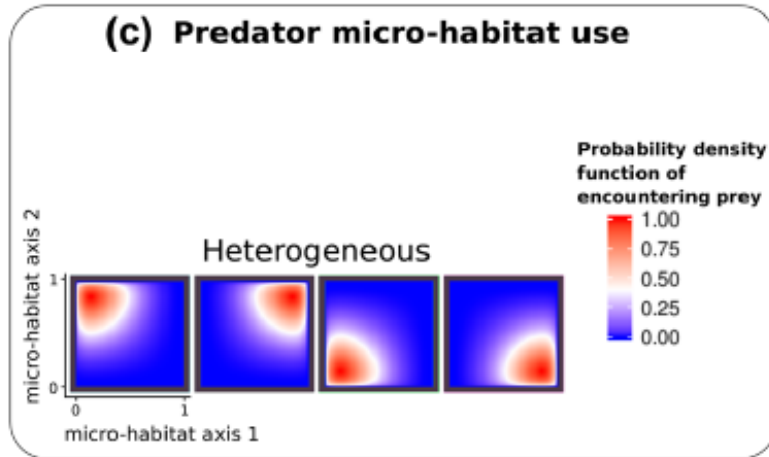 (c) Predator micro-habitat use
Probability density
function of
encountering prey
1.00
0.75
0.50
0.25
0.00
Heterogeneous
micro-habitat axis 2
1
0
0
1
micro-habitat axis 1